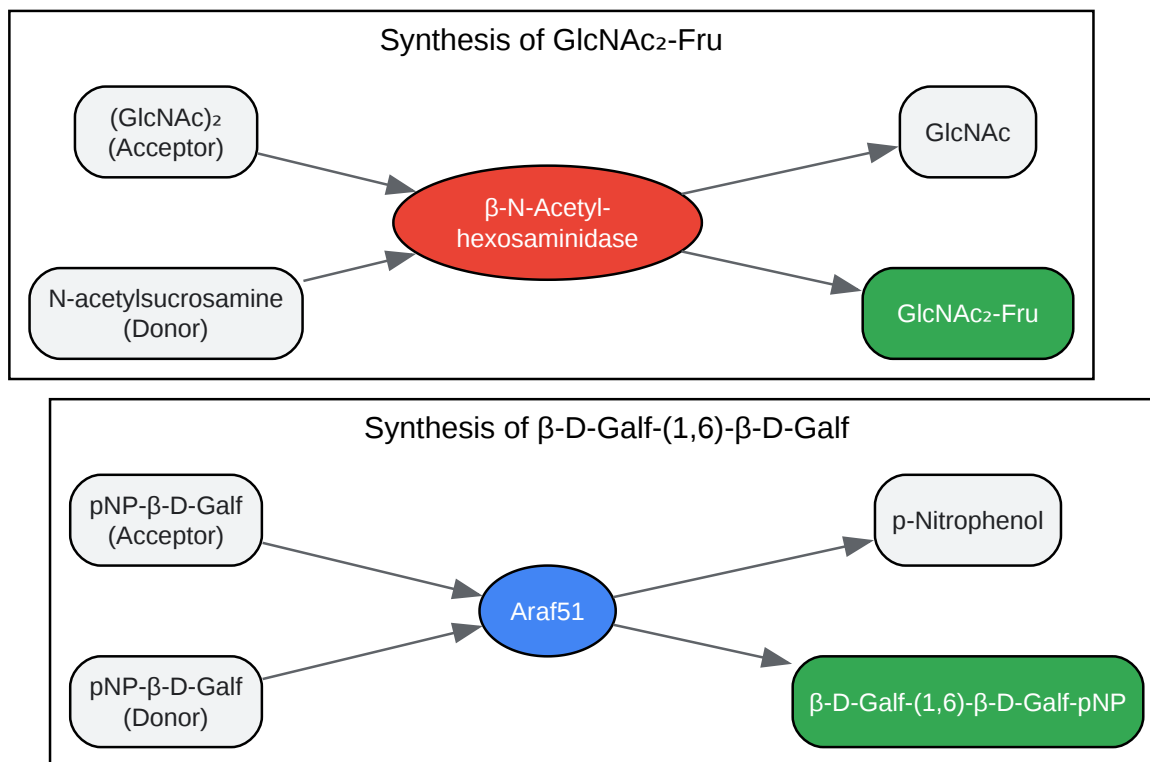 Synthesis of GlcNAc₂-Fru
(GlcNAc)₂
(Acceptor)
GlcNAc
β-N-Acetyl-
hexosaminidase
N-acetylsucrosamine
(Donor)
GlcNAc₂-Fru
Synthesis of β-D-Galf-(1,6)-β-D-Galf
pNP-β-D-Galf
(Acceptor)
p-Nitrophenol
Araf51
pNP-β-D-Galf
(Donor)
β-D-Galf-(1,6)-β-D-Galf-pNP